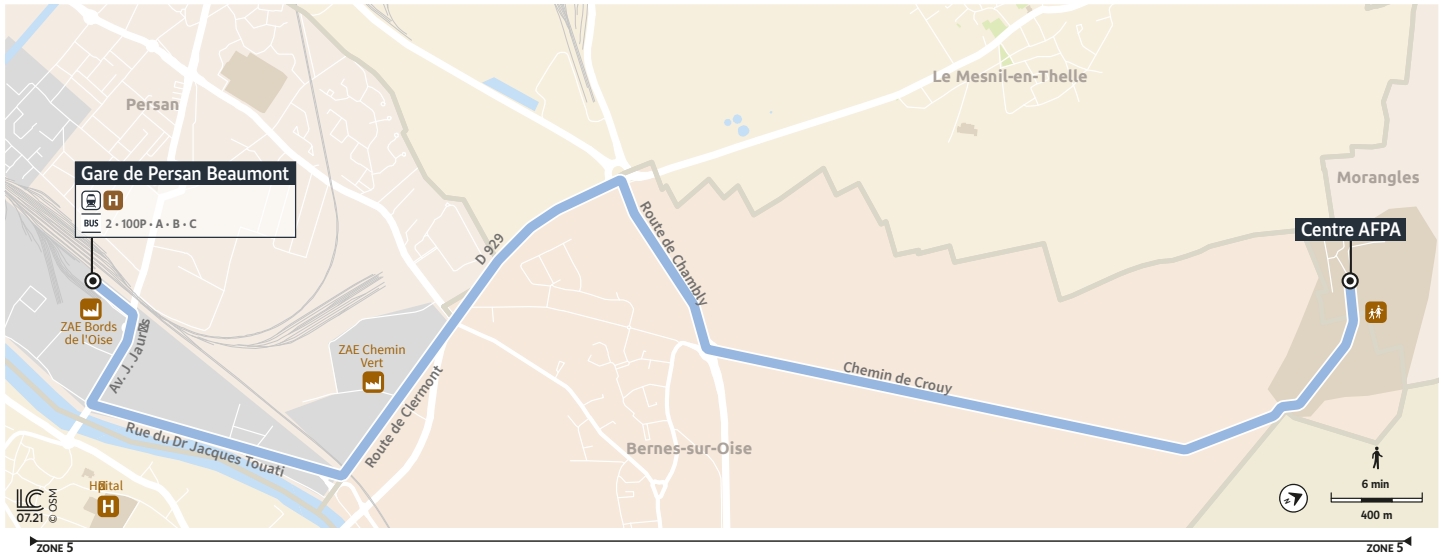 Le Mesnil-en-Thelle
Persan
Gare de Persan Beaumont
H
BUS 2 • 100P • A • B • C
Morangles
Centre AFPA
D 929
Route de Chambly
ZAE Bords
de l'Oise
Av. J. Jaur
ZAE Chemin
Vert
Route de Clermont
Chemin de Crouy
Rue du Dr Jacques Touati
Bernes-sur-Oise
H
LC
07.21
© OSM
N
6 min
400 m
ZONE 5
ZONE 5